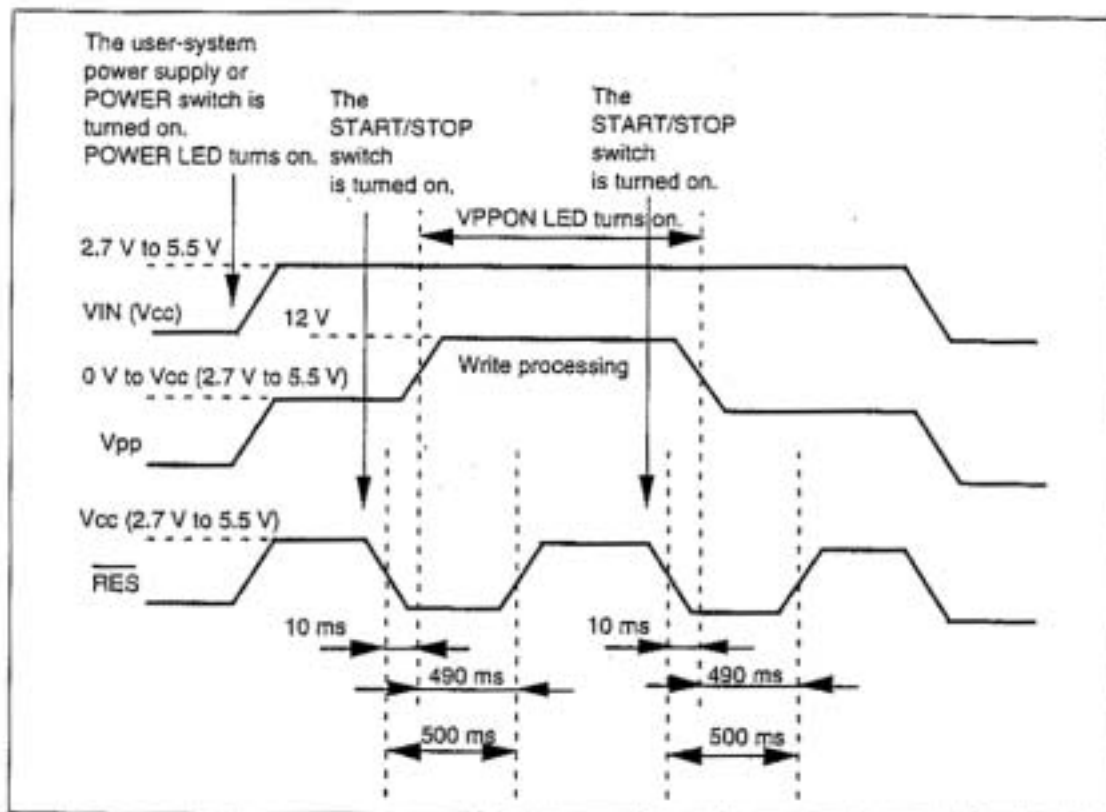 The user-system
power supply or
POWER switch is
turned on.
POWER LED turns on.
The
START/STOP
switch
is turned on.
The
START/STOP
switch
is turned on.
VPPON LED turns on.
2.7 V to 5.5 V
VIN (Vcc)
12 V
Write processing
0 V to Vcc (2.7 V to 5.5 V)
Vpp
Vcc (2.7 V to 5.5 V)
RES
10 ms
10 ms
490 ms
490 ms
500 ms
500 ms